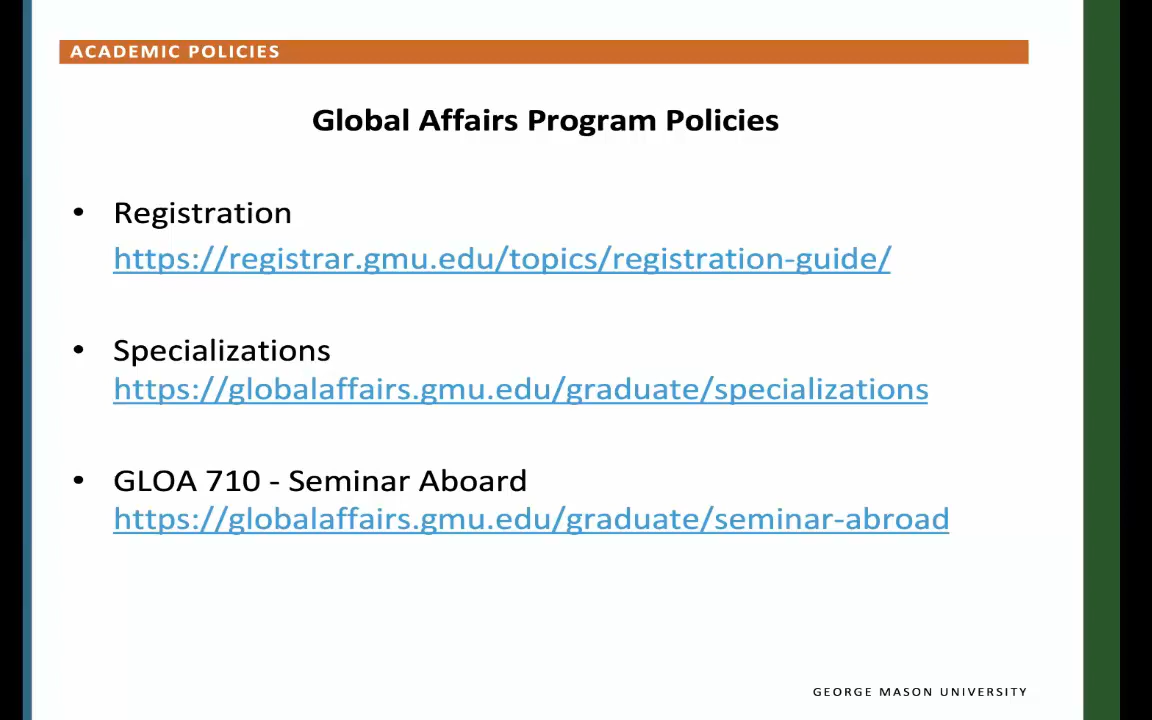 ACADEMIC POLICIES
Global Affairs Program Policies
• Registration
https://registrar.gmu.edu/topics/registration-guide/
• Specializations
https://globalaffairs.gmu.edu/graduate/specializations
• GLOA 710 - Seminar Aboard
https://globalaffairs.gmu.edu/graduate/seminar-abroad
GEORGE MASON UNIVERSITY